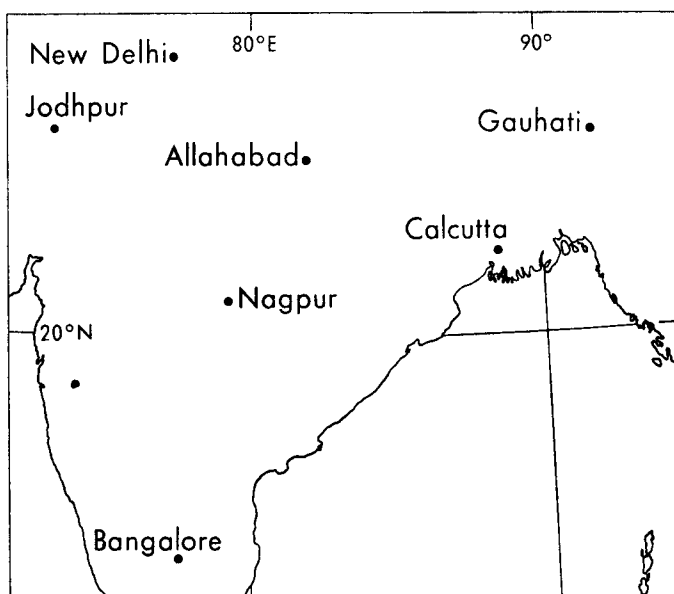 80°E
90°
New Delhi
Jodhpur
Gauhati
Allahabad
Calcutta
Nagpur
20°N
Bangalore